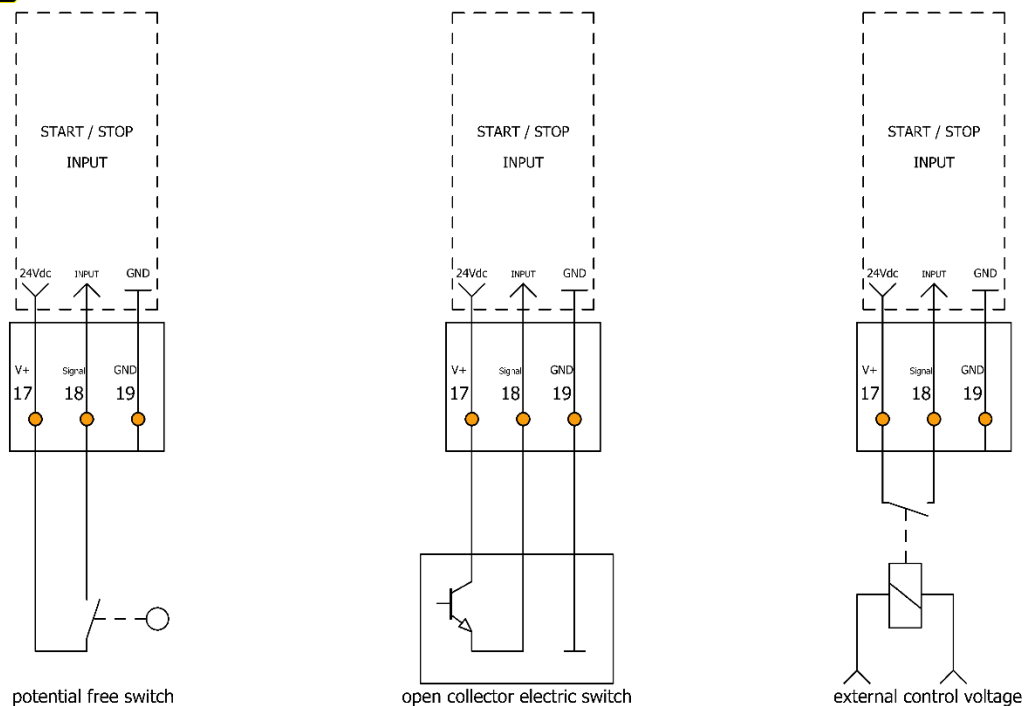 START / STOP
INPUT
24Vdc INPUT GND
V+ Signal GND
17 18 19
potential free switch
START / STOP
INPUT
24Vdc INPUT GND
V+ Signal GND
17 18 19
open collector electric switch
START / STOP
INPUT
24Vdc INPUT GND
V+ Signal GND
17 18 19
external control voltage